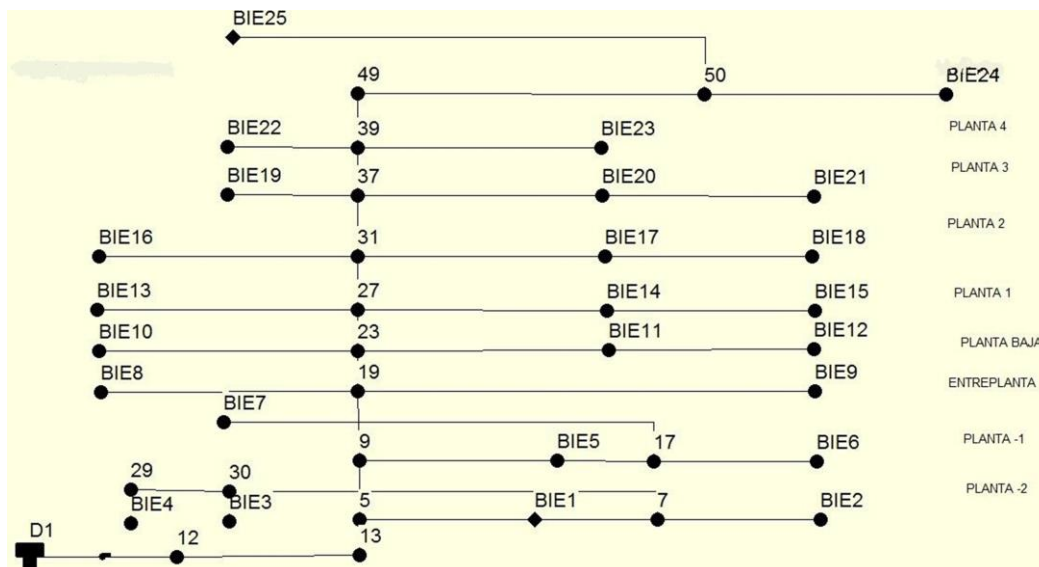 BIE25
49 50 BIE24
BIE22 39 BIE23 PLANTA 4
BIE19 37 BIE20 BIE21 PLANTA 3
BIE16 31 BIE17 BIE18 PLANTA 2
BIE13 27 BIE14 BIE15 PLANTA 1
BIE10 23 BIE11 BIE12 PLANTA BAJA
BIE8 19 BIE9 ENTREPLANTA
BIE7
9 BIE5 17 BIE6 PLANTA -1
29 30 PLANTA -2
BIE4 BIE3 5 BIE1 7 BIE2
D1 12 13